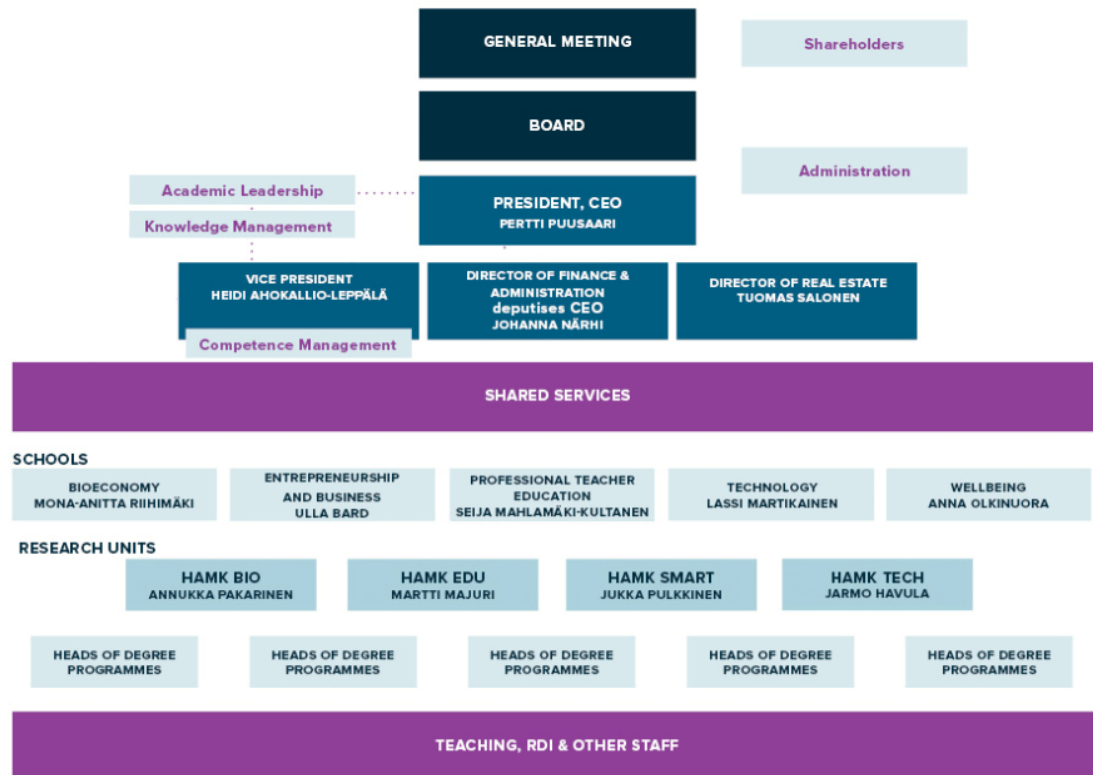 GENERAL MEETING
Shareholders
BOARD
Administration
Academic Leadership
Knowledge Management
PRESIDENT, CEO
PERTTI PUUSAARI
VICE PRESIDENT
HEIDI AHOKALLIO-LEPPÄLÄ
Competence Management
DIRECTOR OF FINANCE &
ADMINISTRATION
deputises CEO
JOHANNA NÄRHI
DIRECTOR OF REAL ESTATE
TUOMAS SALONEN
SHARED SERVICES
SCHOOLS
BIOECONOMY
MONA-ANITTA RIIHIMÄKI
ENTREPRENEURSHIP
AND BUSINESS
ULLA BARD
PROFESSIONAL TEACHER
EDUCATION
SEIJA MAHLAMÄKI-KULTANEN
TECHNOLOGY
LASSI MARTIKAINEN
WELLBEING
ANNA OLKINUORA
RESEARCH UNITS
HAMK BIO
ANNUKKA PAKARINEN
HAMK EDU
MARTTI MAJURI
HAMK SMART
JUKKA PULKKINEN
HAMK TECH
JARMO HAVULA
HEADS OF DEGREE
PROGRAMMES
HEADS OF DEGREE
PROGRAMMES
HEADS OF DEGREE
PROGRAMMES
HEADS OF DEGREE
PROGRAMMES
HEADS OF DEGREE
PROGRAMMES
TEACHING, RDI & OTHER STAFF